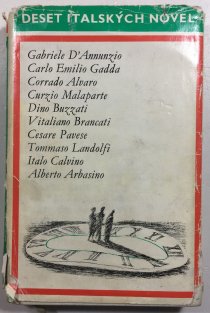 DESET ITALSKÝCH NOVEL
Gabriele D'Annunzio
Carlo Emilio Gadda
Corrado Alvaro
Curzio Malaparte
Dino Buzzati
Vitaliano Brancati
Cesare Pavese
Tommaso Landolfi
Italo Calvino
Alberto Arbasino